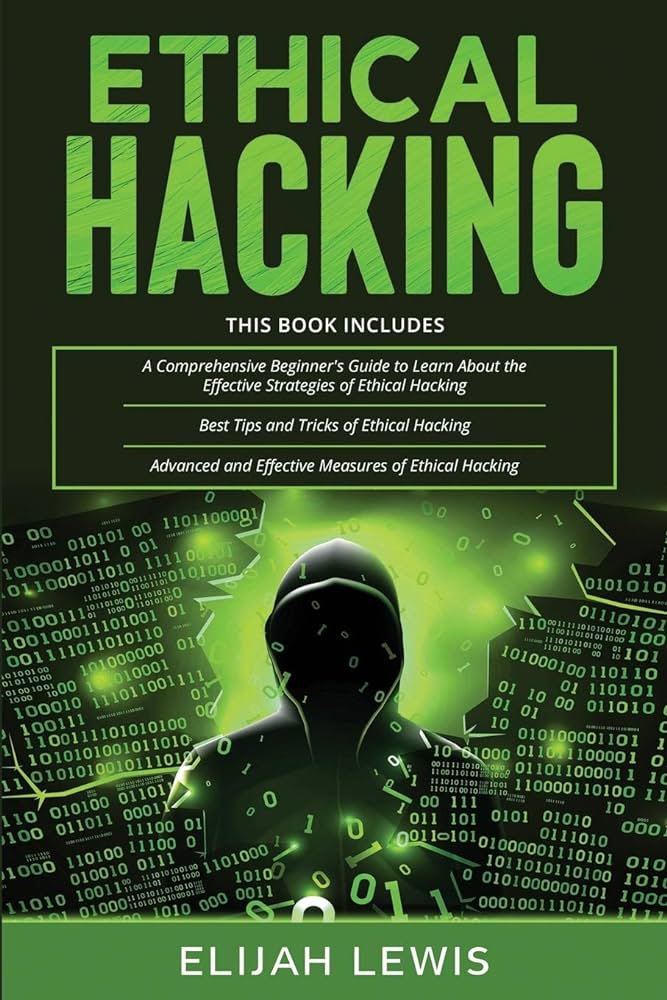 ETHICAL
HACKING
THIS BOOK INCLUDES
A Comprehensive Beginner's Guide to Learn About the
Effective Strategies of Ethical Hacking
Best Tips and Tricks of Ethical Hacking
Advanced and Effective Measures of Ethical Hacking
ELIJAH LEWIS